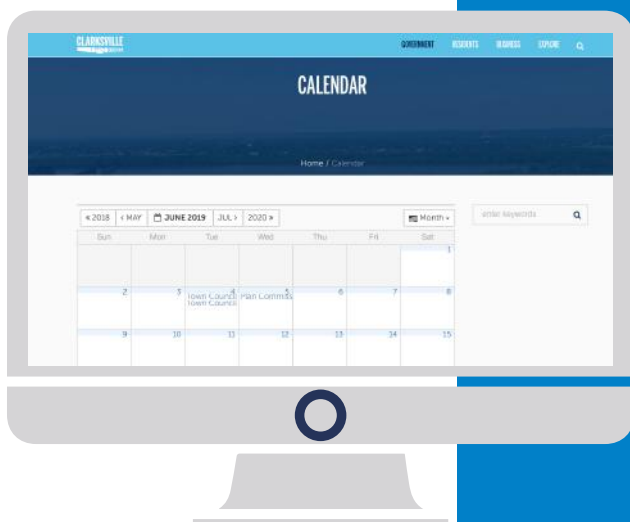 CLARKSVILLE
GOVERNMENT RESIDENTS BUSINESS EXPLORE
CALENDAR
Home / Calendar
« 2018 ‹ MAY JUNE 2019 JUL › 2020 » Month
enter keywords
Sun Mon Tue Wed Thu Fri Sat
1
2 3 4 5 6 7 8
Town Council Plan Commiss
Town Council
9 10 11 12 13 14 15